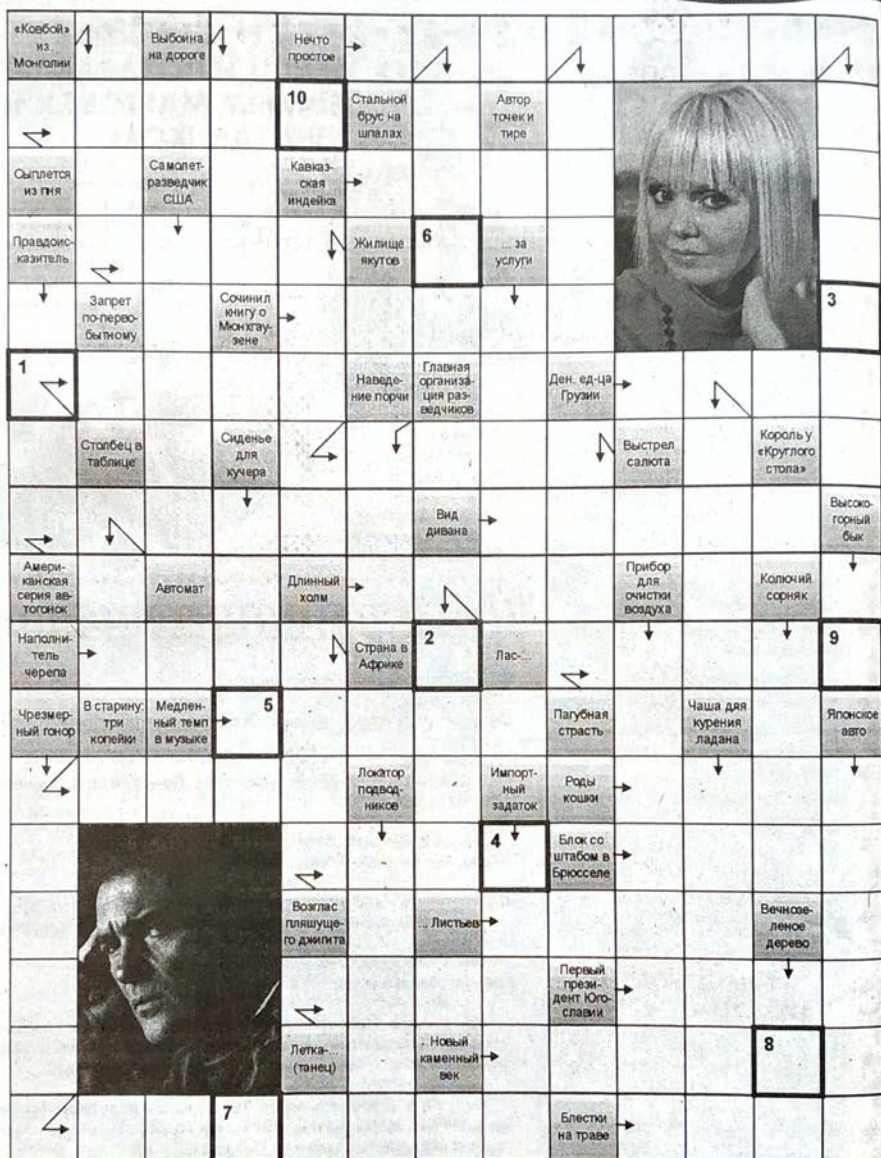 «Ковбой»
из
Монголии
Выбоина
на дороге
Нечто
простое
10
Стальной
брус на
шпалах
Автор
точек и
тире
Сыплется
из пня
Самолет-
разведчик
США
Кавказ-
ская
индейка
Правдоис-
казитель
Жилище
якутов
6
... за
услуги
Запрет
по-перво-
бытному
Сочинил
книгу о
Мюнхгау-
зене
3
1
Наведе-
ние порчи
Главная
организа-
ция раз-
ведчиков
Ден. ед-ца
Грузии
Столбец в
таблице
Сиденье
для
кучера
Выстрел
салюта
Король у
«Круглого
стола»
Вид
дивана
Высоко-
горный
бык
Амери-
канская
серия ав-
тогонок
Автомат
Длинный
холм
Прибор
для
очистки
воздуха
Колючий
сорняк
Наполни-
тель
черепа
Страна в
Африке
2
Лас-...
9
Чрезмер-
ный гонор
В старину:
три
копейки
Медлен-
ный темп
в музыке
5
Пагубная
страсть
Чаша для
курения
ладана
Японское
авто
Локатор
подвод-
ников
Импорт-
ный
задаток
Роды
кошки
4
Блок со
штабом в
Брюсселе
Возглас
пляшуще-
го джигита
... Листьев
Вечнозе-
леное
дерево
Первый
прези-
дент Юго-
славии
Летка-...
(танец)
Новый
каменный
век
8
7
Блестки
на траве